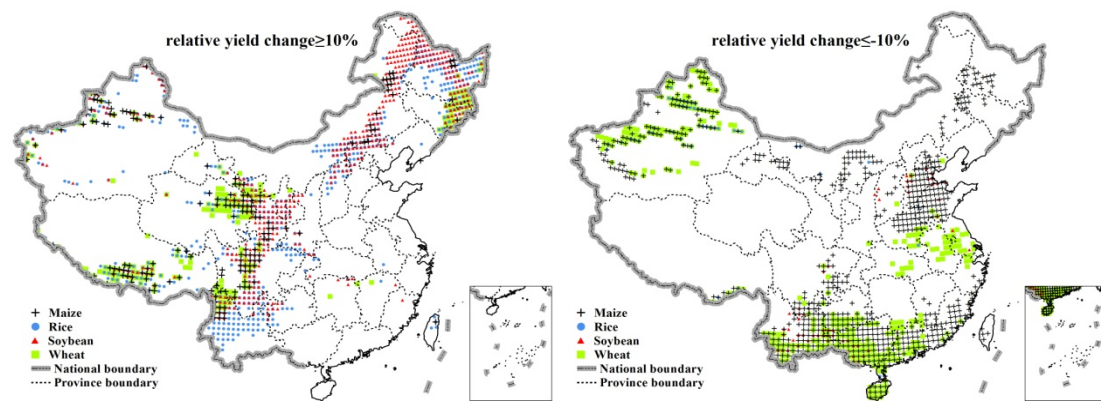 relative yield change≥10%
Maize
Rice
Soybean
Wheat
National boundary
Province boundary
relative yield change≤-10%
Maize
Rice
Soybean
Wheat
National boundary
Province boundary